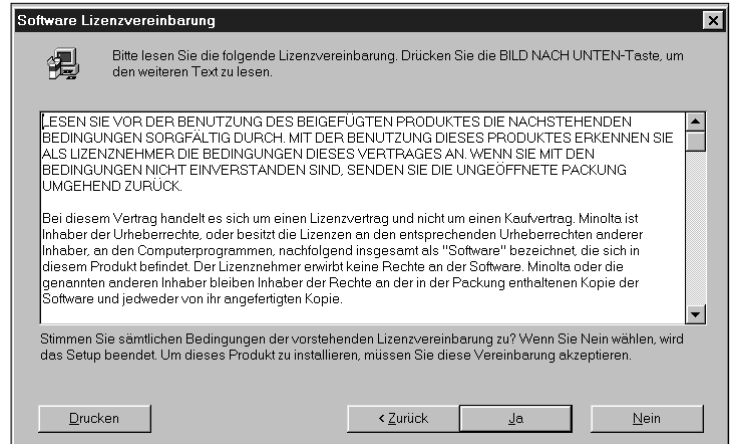 Software Lizenzvereinbarung
Bitte lesen Sie die folgende Lizenzvereinbarung. Drücken Sie die BILD NACH UNTEN-Taste, um
den weiteren Text zu lesen.
LESEN SIE VOR DER BENUTZUNG DES BEIGEFÜGTEN PRODUKTES DIE NACHSTEHENDEN
BEDINGUNGEN SORGFÄLTIG DURCH. MIT DER BENUTZUNG DIESES PRODUKTES ERKENNEN SIE
ALS LIZENZNEHMER DIE BEDINGUNGEN DIESES VERTRAGES AN. WENN SIE MIT DEN
BEDINGUNGEN NICHT EINVERSTANDEN SIND, SENDEN SIE DIE UNGEÖFFNETE PACKUNG
UMGEHEND ZURÜCK.
Bei diesem Vertrag handelt es sich um einen Lizenzvertrag und nicht um einen Kaufvertrag. Minolta ist
Inhaber der Urheberrechte, oder besitzt die Lizenzen an den entsprechenden Urheberrechten anderer
Inhaber, an den Computerprogrammen, nachfolgend insgesamt als "Software" bezeichnet, die sich in
diesem Produkt befindet. Der Lizenznehmer erwirbt keine Rechte an der Software. Minolta oder die
genannten anderen Inhaber bleiben Inhaber der Rechte an der in der Packung enthaltenen Kopie der
Software und jedweder von ihr angefertigten Kopie.
Stimmen Sie sämtlichen Bedingungen der vorstehenden Lizenzvereinbarung zu? Wenn Sie Nein wählen, wird
das Setup beendet. Um dieses Produkt zu installieren, müssen Sie diese Vereinbarung akzeptieren.
Drucken < Zurück Ja Nein